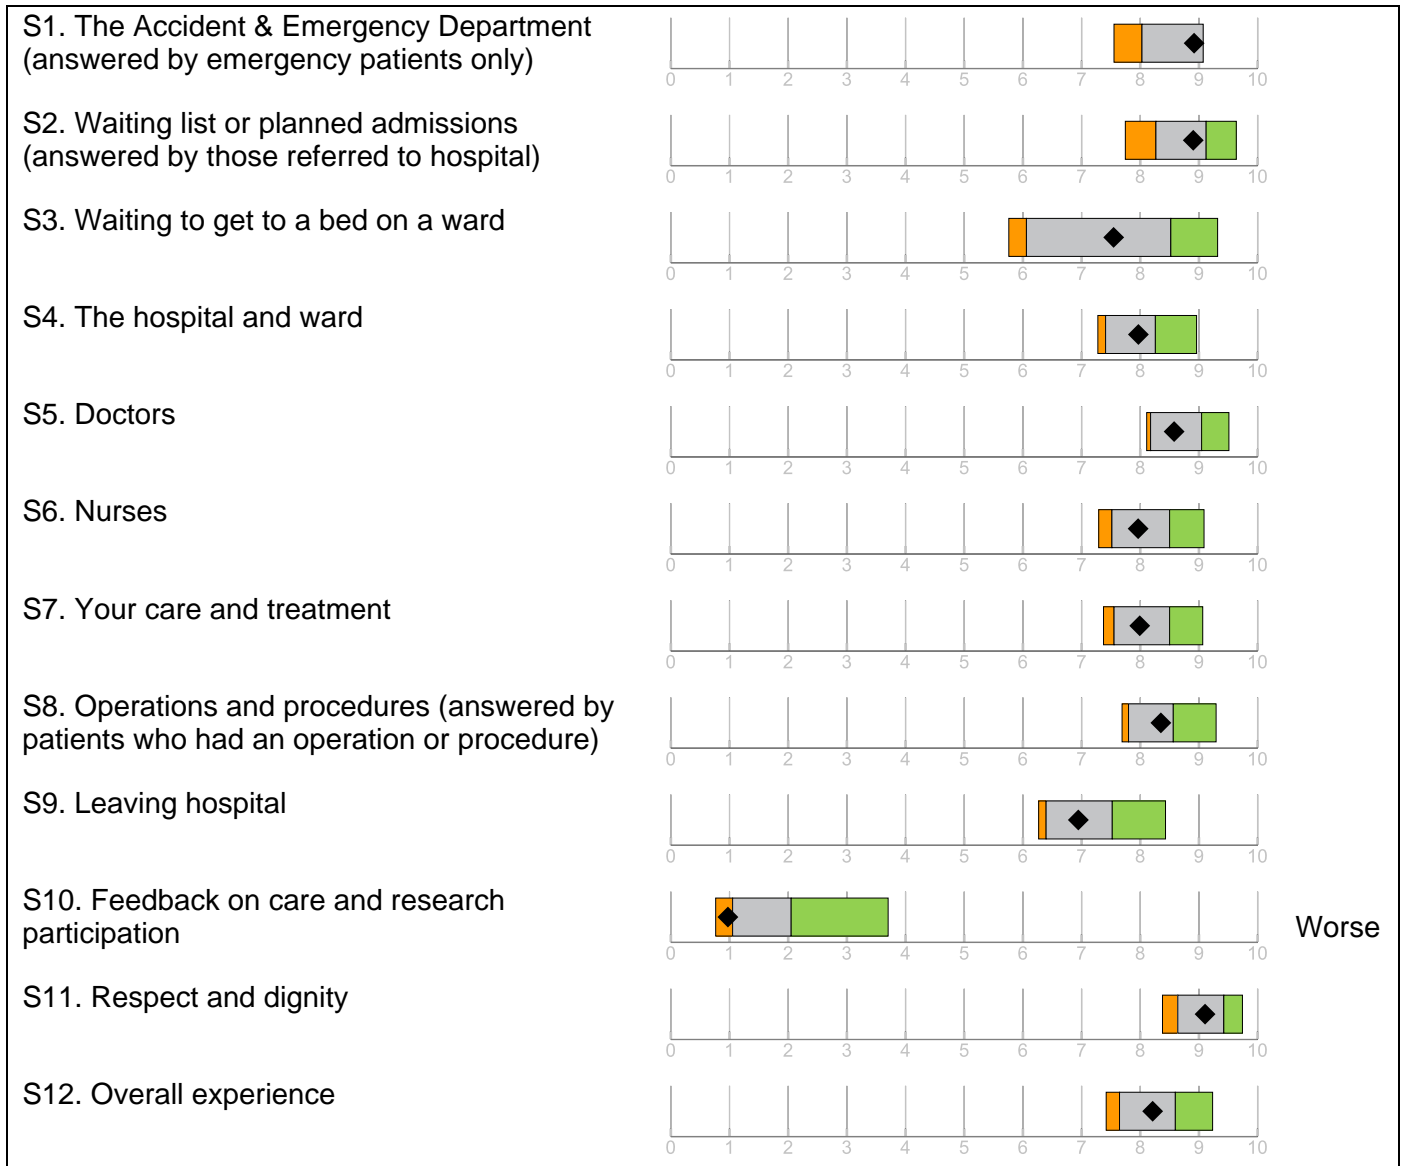 S1. The Accident & Emergency Department
(answered by emergency patients only)
0 1 2 3 4 5 6 7 8 9 10
S2. Waiting list or planned admissions
(answered by those referred to hospital)
0 1 2 3 4 5 6 7 8 9 10
S3. Waiting to get to a bed on a ward
0 1 2 3 4 5 6 7 8 9 10
S4. The hospital and ward
0 1 2 3 4 5 6 7 8 9 10
S5. Doctors
0 1 2 3 4 5 6 7 8 9 10
S6. Nurses
0 1 2 3 4 5 6 7 8 9 10
S7. Your care and treatment
0 1 2 3 4 5 6 7 8 9 10
S8. Operations and procedures (answered by
patients who had an operation or procedure)
0 1 2 3 4 5 6 7 8 9 10
S9. Leaving hospital
0 1 2 3 4 5 6 7 8 9 10
S10. Feedback on care and research
participation
Worse
0 1 2 3 4 5 6 7 8 9 10
S11. Respect and dignity
0 1 2 3 4 5 6 7 8 9 10
S12. Overall experience
0 1 2 3 4 5 6 7 8 9 10